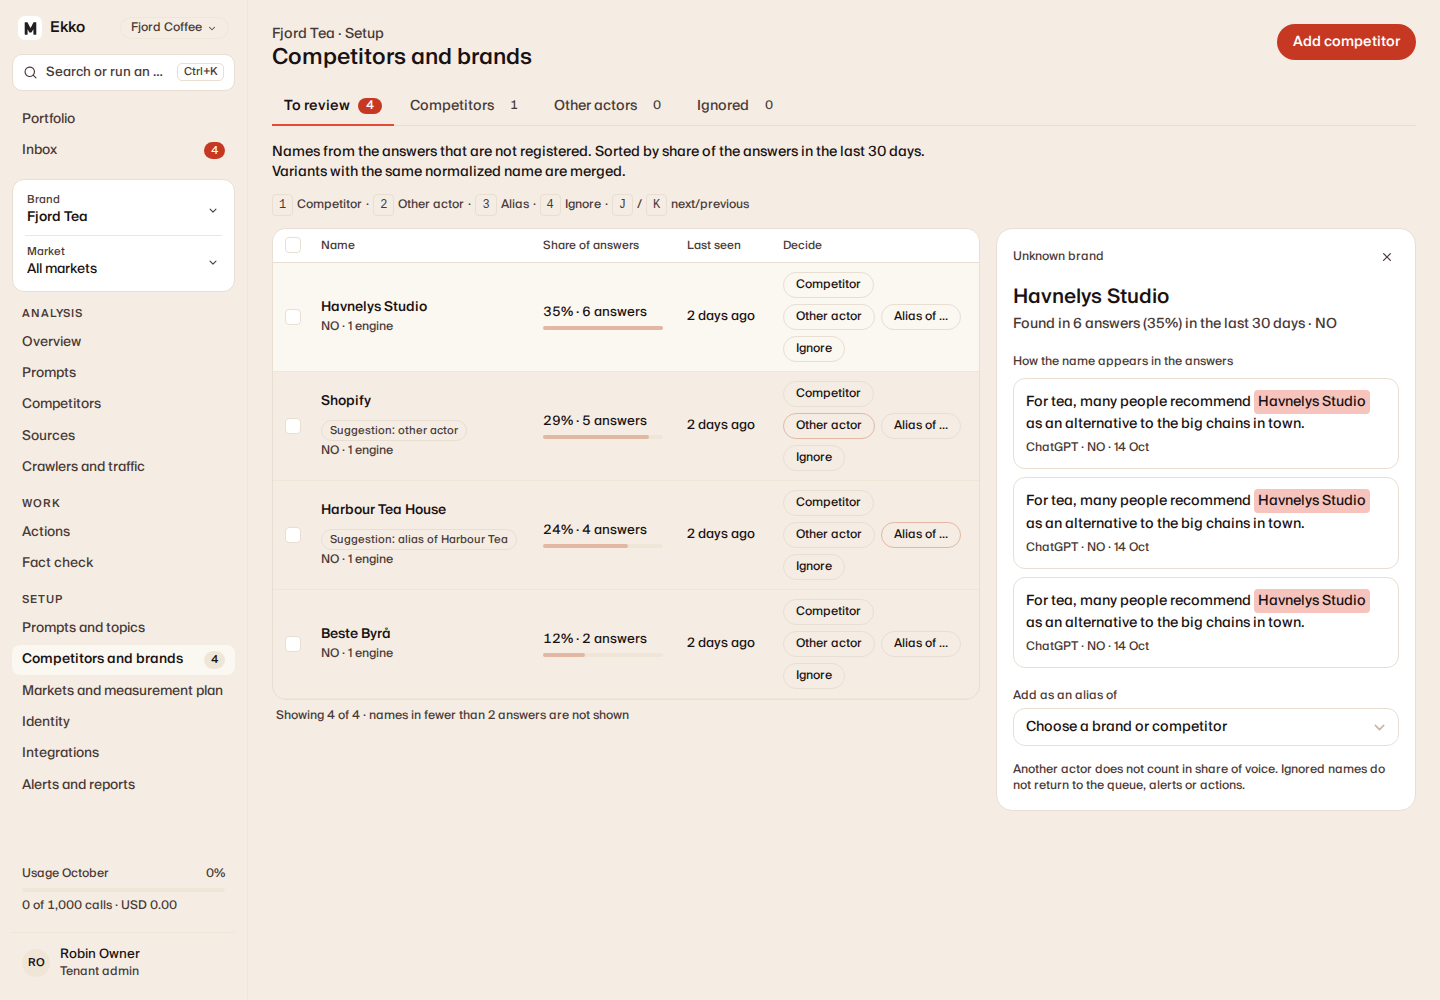 Ekko
Fjord Coffee
Search or run an ...
Ctrl+K
Portfolio
Inbox
4
Brand
Fjord Tea
Market
All markets
ANALYSIS
Overview
Prompts
Competitors
Sources
Crawlers and traffic
WORK
Actions
Fact check
SETUP
Prompts and topics
Competitors and brands
4
Markets and measurement plan
Identity
Integrations
Alerts and reports
Usage October
0%
0 of 1,000 calls · USD 0.00
RO
Robin Owner
Tenant admin
Fjord Tea · Setup
Competitors and brands
Add competitor
To review 4
Competitors 1
Other actors 0
Ignored 0
Names from the answers that are not registered. Sorted by share of the answers in the last 30 days.
Variants with the same normalized name are merged.
1 Competitor · 2 Other actor · 3 Alias · 4 Ignore · J / K next/previous
Name
Share of answers
Last seen
Decide
Havnelys Studio
NO · 1 engine
35% · 6 answers
2 days ago
Competitor
Other actor
Alias of ...
Ignore
Shopify
Suggestion: other actor
NO · 1 engine
29% · 5 answers
2 days ago
Competitor
Other actor
Alias of ...
Ignore
Harbour Tea House
Suggestion: alias of Harbour Tea
NO · 1 engine
24% · 4 answers
2 days ago
Competitor
Other actor
Alias of ...
Ignore
Beste Byrå
NO · 1 engine
12% · 2 answers
2 days ago
Competitor
Other actor
Alias of ...
Ignore
Showing 4 of 4 · names in fewer than 2 answers are not shown
Unknown brand
Havnelys Studio
Found in 6 answers (35%) in the last 30 days · NO
How the name appears in the answers
For tea, many people recommend Havnelys Studio
as an alternative to the big chains in town.
ChatGPT · NO · 14 Oct
For tea, many people recommend Havnelys Studio
as an alternative to the big chains in town.
ChatGPT · NO · 14 Oct
For tea, many people recommend Havnelys Studio
as an alternative to the big chains in town.
ChatGPT · NO · 14 Oct
Add as an alias of
Choose a brand or competitor
Another actor does not count in share of voice. Ignored names do
not return to the queue, alerts or actions.